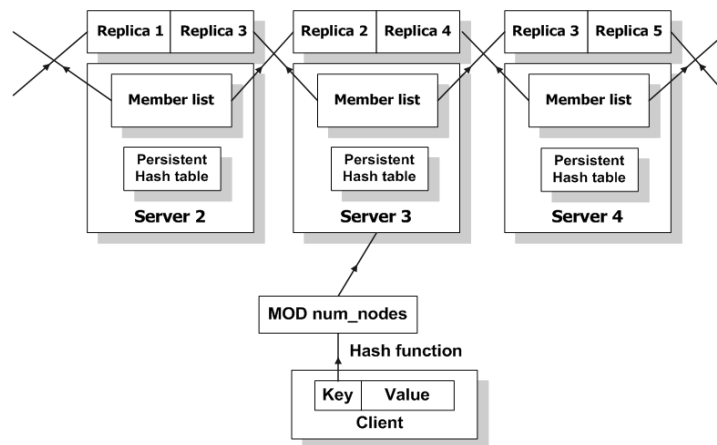 Replica 1 Replica 3 Replica 2 Replica 4 Replica 3 Replica 5
Member list Member list Member list
Persistent Persistent Persistent
Hash table Hash table Hash table
Server 2 Server 3 Server 4
MOD num_nodes
Hash function
Key Value
Client